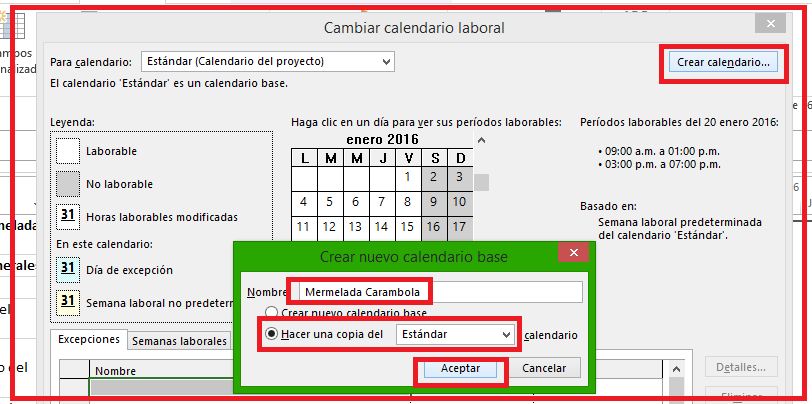 Cambiar calendario laboral
Para calendario: Estándar (Calendario del proyecto)
Crear calendario...
El calendario 'Estándar' es un calendario base.
Leyenda:
Laborable
No laborable
31 Horas laborables modificadas
En este calendario:
31 Día de excepción
31 Semana laboral no predeterm
Haga clic en un día para ver sus períodos laborables:
enero 2016
L M M J V S D
1 2 3
4 5 6 7 8 9 10
11 12 13 14 15 16 17
Períodos laborables del 20 enero 2016:
• 09:00 a.m. a 01:00 p.m.
• 03:00 p.m. a 07:00 p.m.
Basado en:
Semana laboral predeterminada
del calendario 'Estándar'.
Crear nuevo calendario base
Nombre Mermelada Carambola
Crear nuevo calendario base
Hacer una copia del Estándar calendario
Aceptar Cancelar
Excepciones Semanas laborales
Nombre
Detalles...
Eliminar